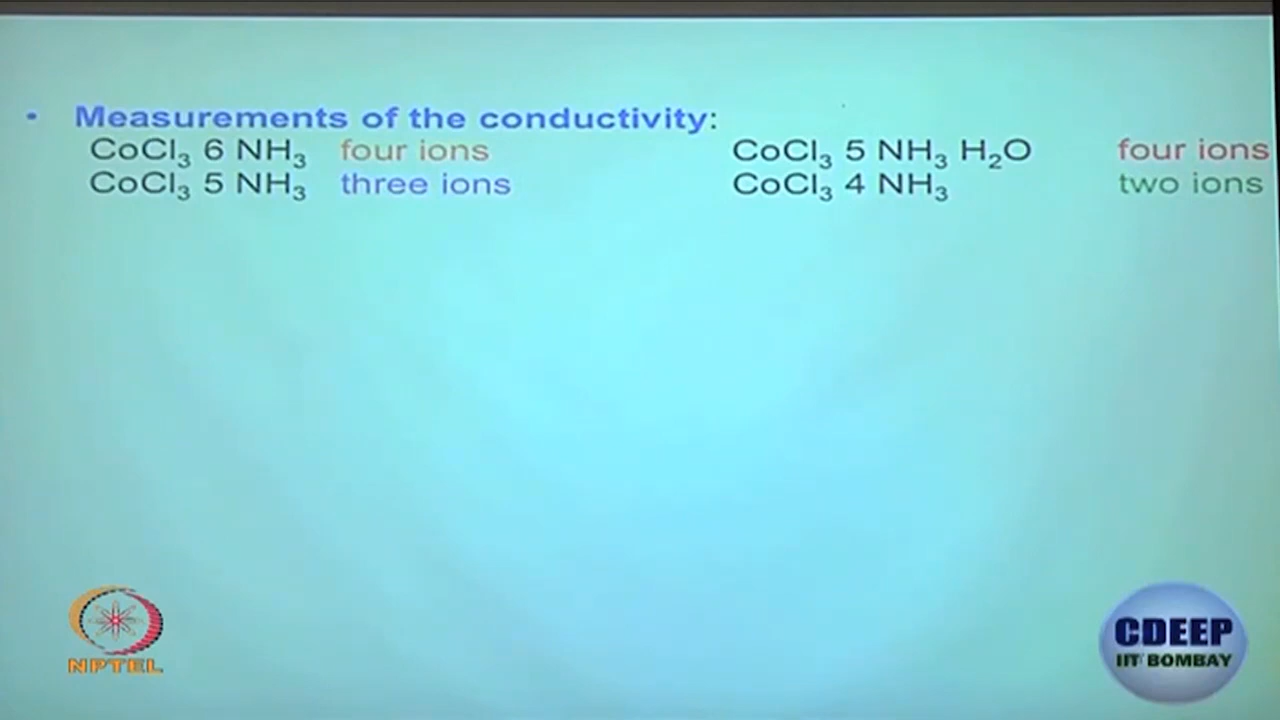 • Measurements of the conductivity:
CoCl₃ 6 NH₃ four ions CoCl₃ 5 NH₃ H₂O four ions
CoCl₃ 5 NH₃ three ions CoCl₃ 4 NH₃ two ions
NPTEL
CDEEP
IIT BOMBAY